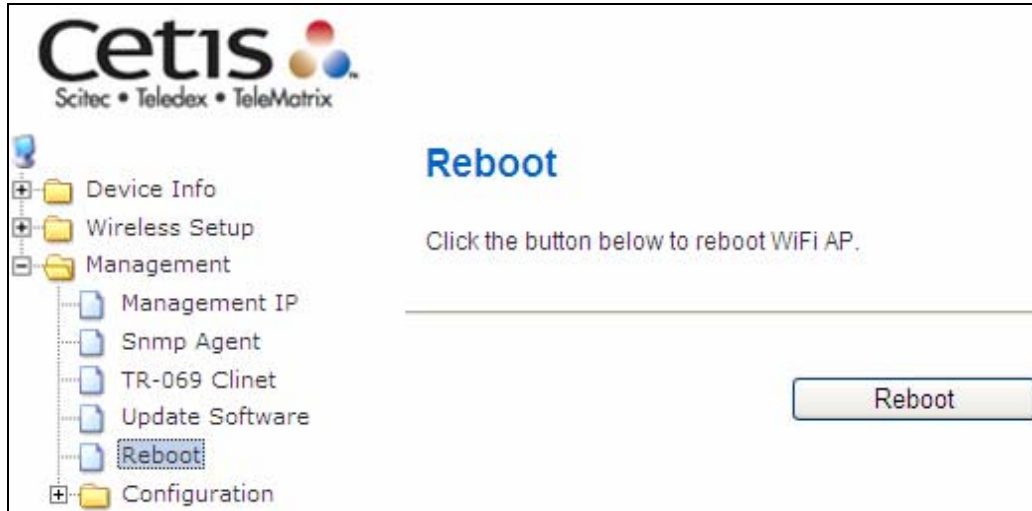 Cetis™
Scitec • Teledex • TeleMatrix
Device Info
Wireless Setup
Management
Management IP
Snmp Agent
TR-069 Clinet
Update Software
Reboot
Configuration
Reboot
Click the button below to reboot WiFi AP.
Reboot